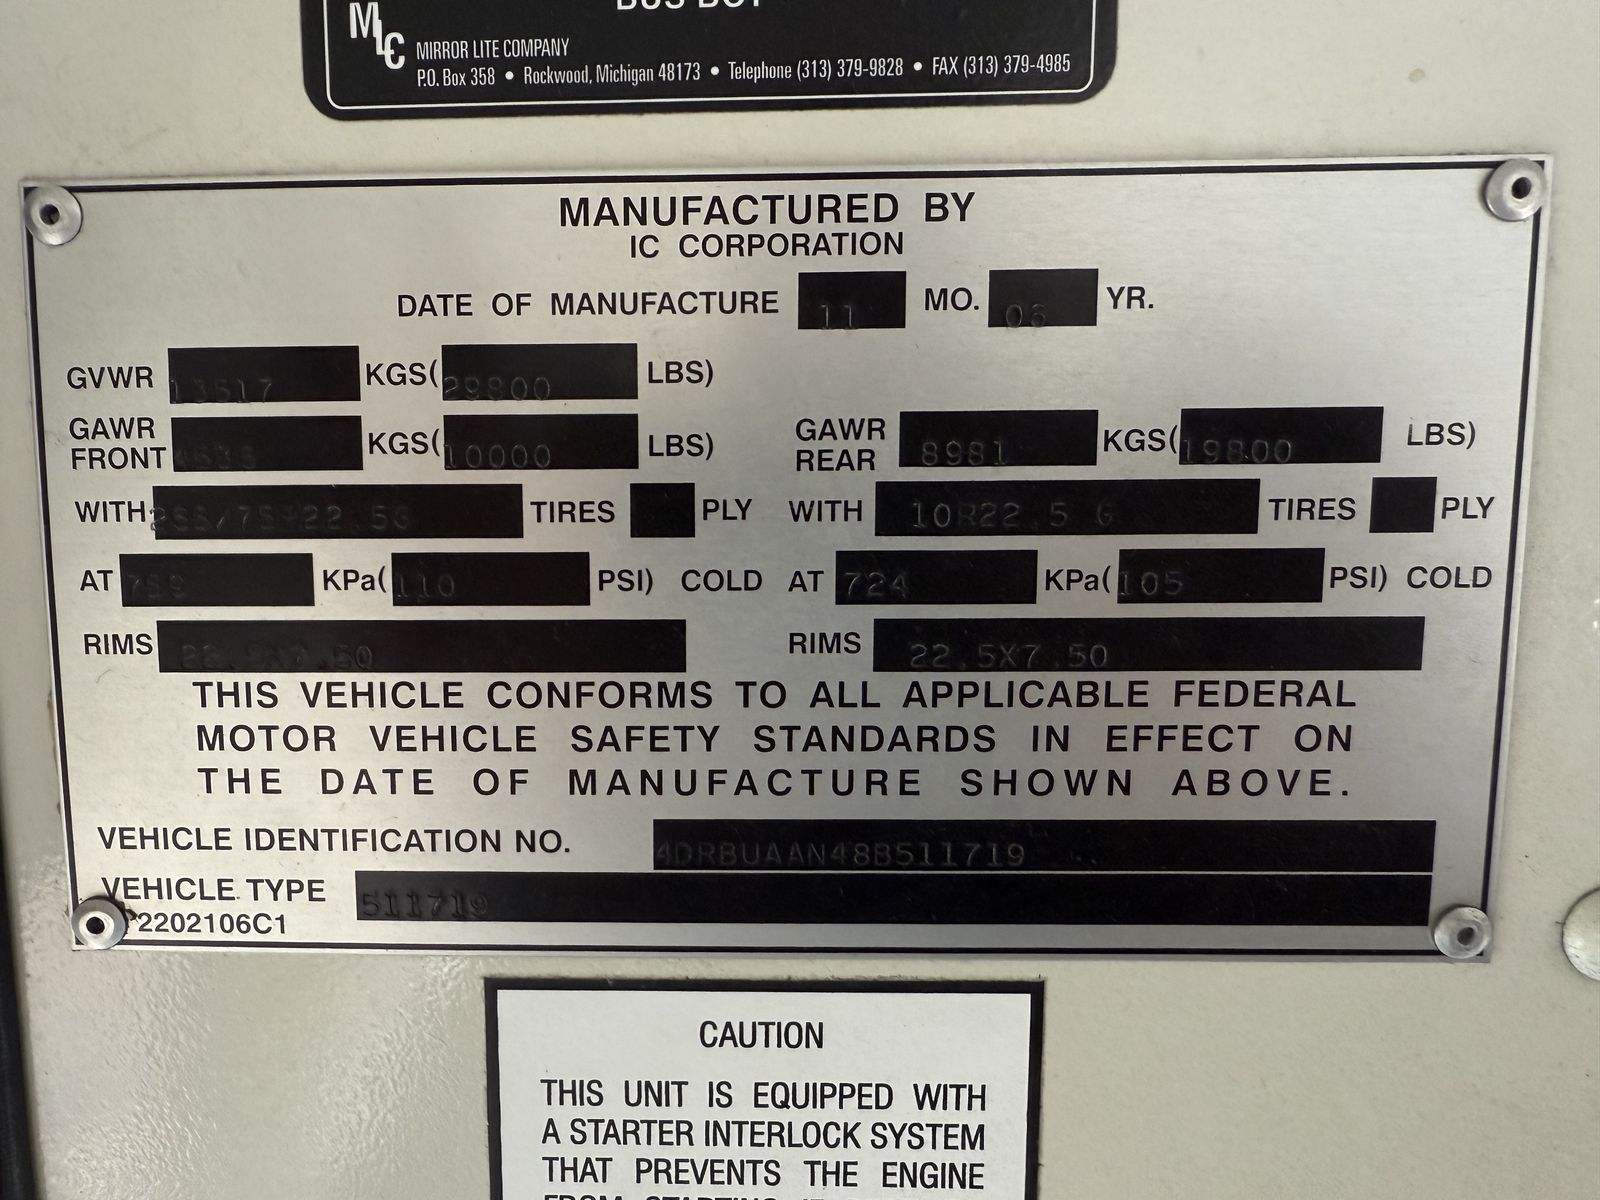 MLC MIRROR LITE COMPANY
P.O. Box 358 • Rockwood, Michigan 48173 • Telephone (313) 379-9828 • FAX (313) 379-4985
MANUFACTURED BY
IC CORPORATION
DATE OF MANUFACTURE 11 MO. 06 YR.
GVWR 13517 KGS( 29800 LBS)
GAWR FRONT KGS( 10000 LBS) GAWR REAR 8981 KGS( 19800 LBS)
WITH TIRES PLY WITH 10R22.5 G TIRES PLY
AT KPa( 110 PSI) COLD AT 724 KPa( 105 PSI) COLD
RIMS 22.5X7.50 RIMS 22.5X7.50
THIS VEHICLE CONFORMS TO ALL APPLICABLE FEDERAL
MOTOR VEHICLE SAFETY STANDARDS IN EFFECT ON
THE DATE OF MANUFACTURE SHOWN ABOVE.
VEHICLE IDENTIFICATION NO. 4DRBUAAN48B511719
VEHICLE TYPE 511719
2202106C1
CAUTION
THIS UNIT IS EQUIPPED WITH
A STARTER INTERLOCK SYSTEM
THAT PREVENTS THE ENGINE